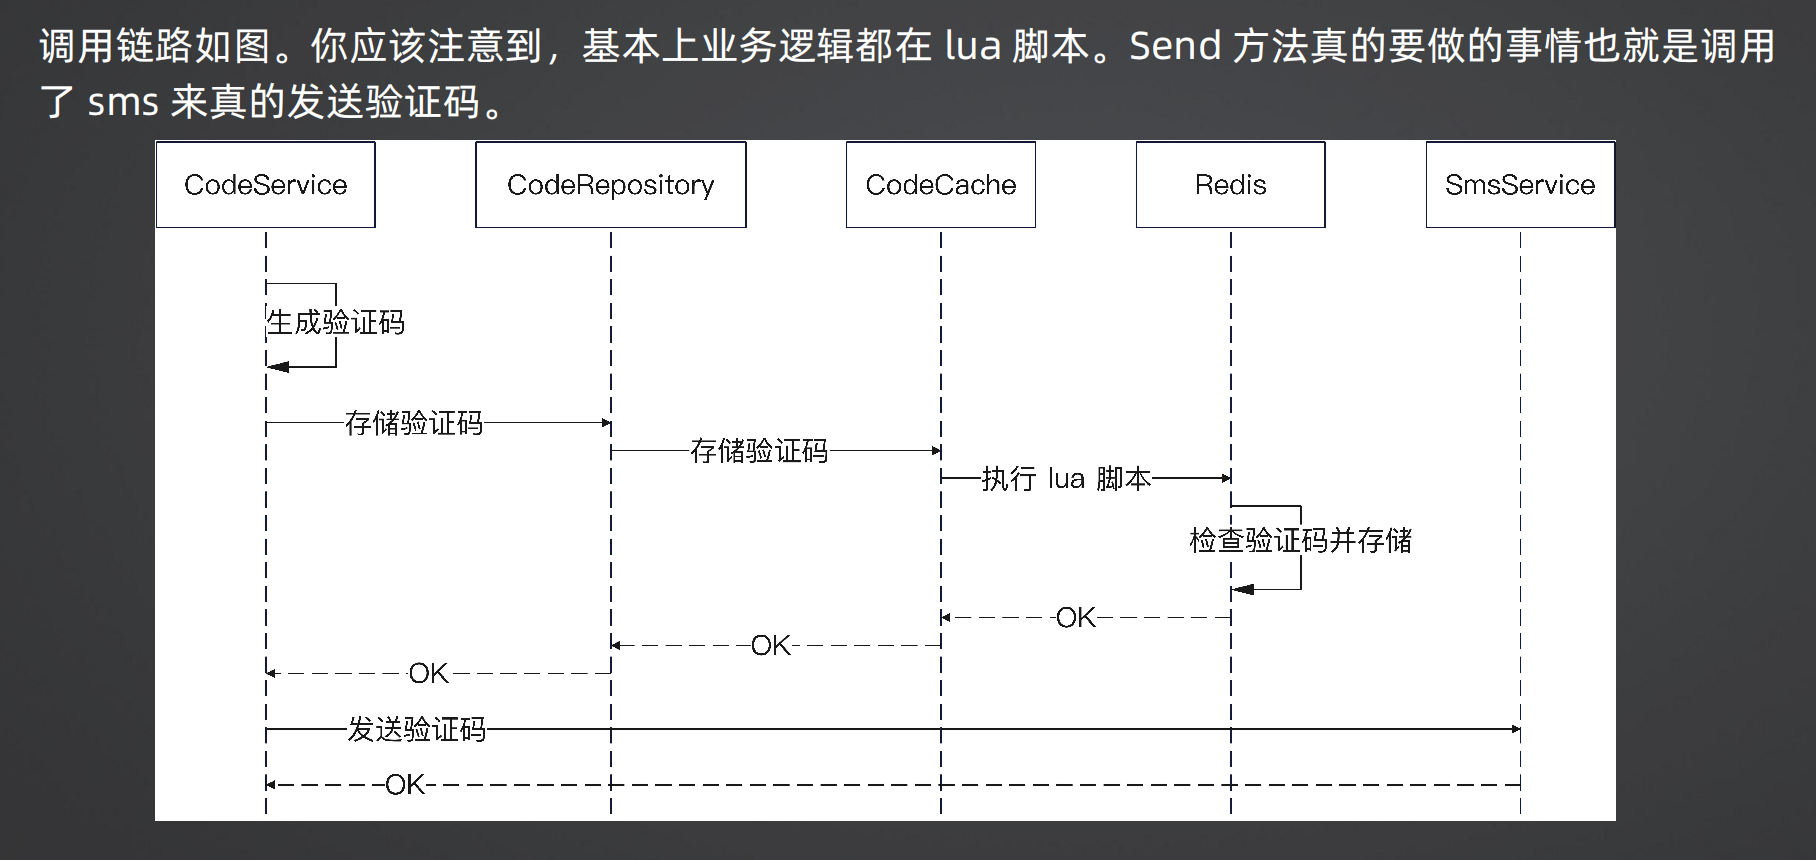 调用链路如图。你应该注意到，基本上业务逻辑都在 lua 脚本。Send 方法真的要做的事情也就是调用
了 sms 来真的发送验证码。
CodeService
CodeRepository
CodeCache
Redis
SmsService
生成验证码
存储验证码
存储验证码
执行 lua 脚本
检查验证码并存储
OK
OK
OK
发送验证码
OK